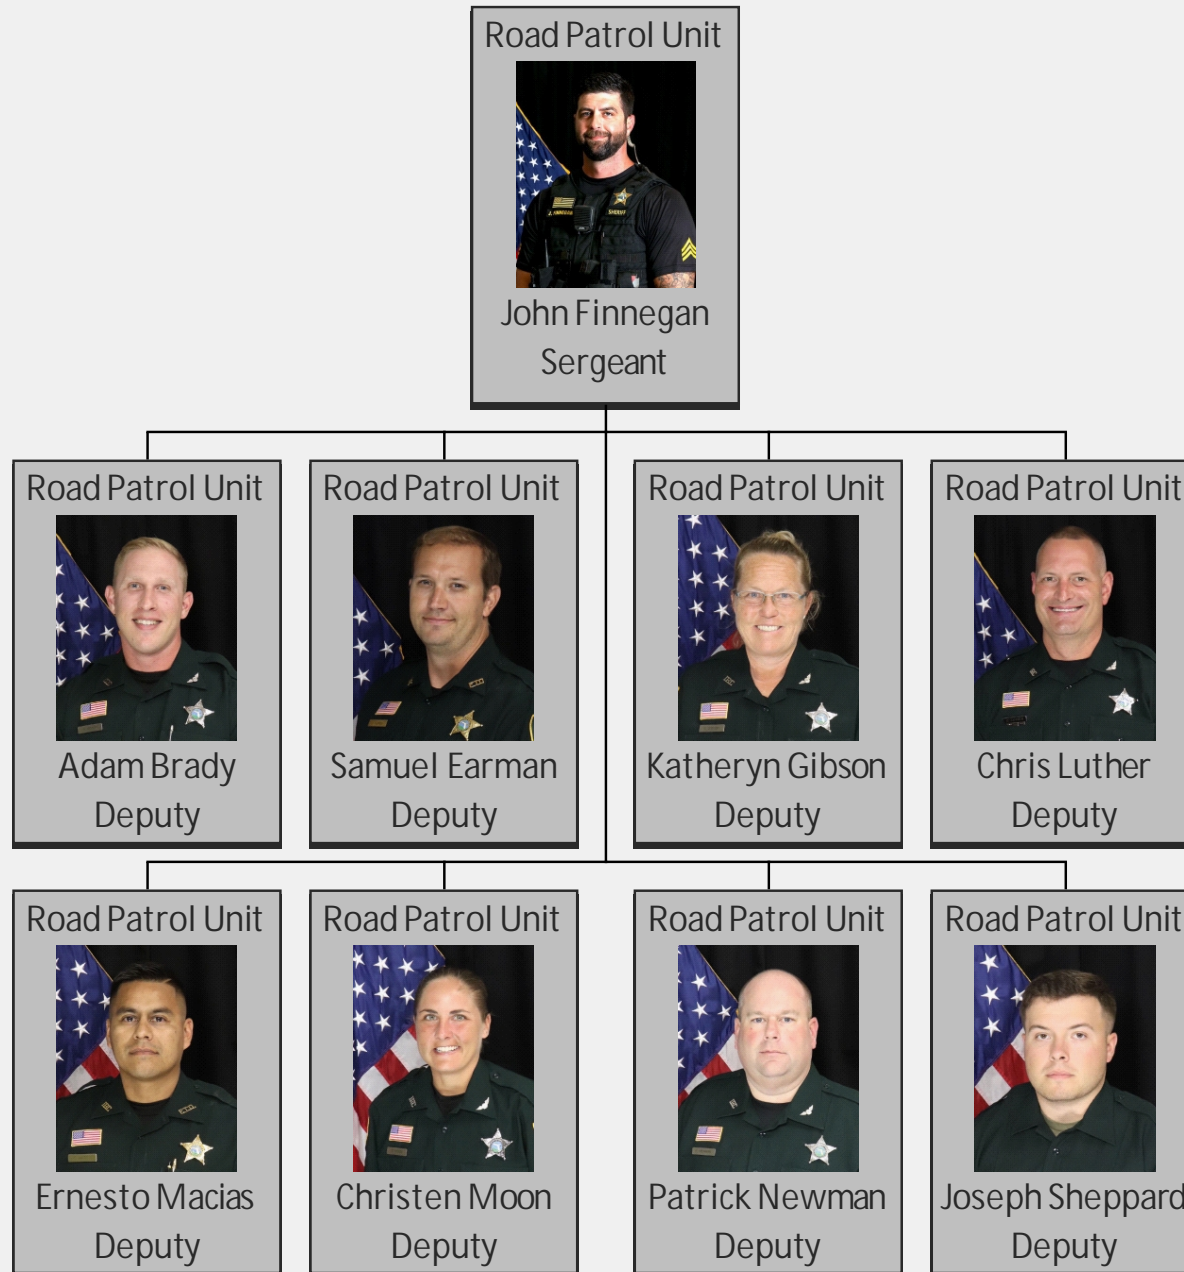 Road Patrol Unit
J. FINNEGAN
SHERIFF
John Finnegan
Sergeant
Road Patrol Unit
Road Patrol Unit
Road Patrol Unit
Road Patrol Unit
Adam Brady
Deputy
Samuel Earman
Deputy
Katheryn Gibson
Deputy
Chris Luther
Deputy
Road Patrol Unit
Road Patrol Unit
Road Patrol Unit
Road Patrol Unit
Ernesto Macias
Deputy
Christen Moon
Deputy
Patrick Newman
Deputy
Joseph Sheppard
Deputy